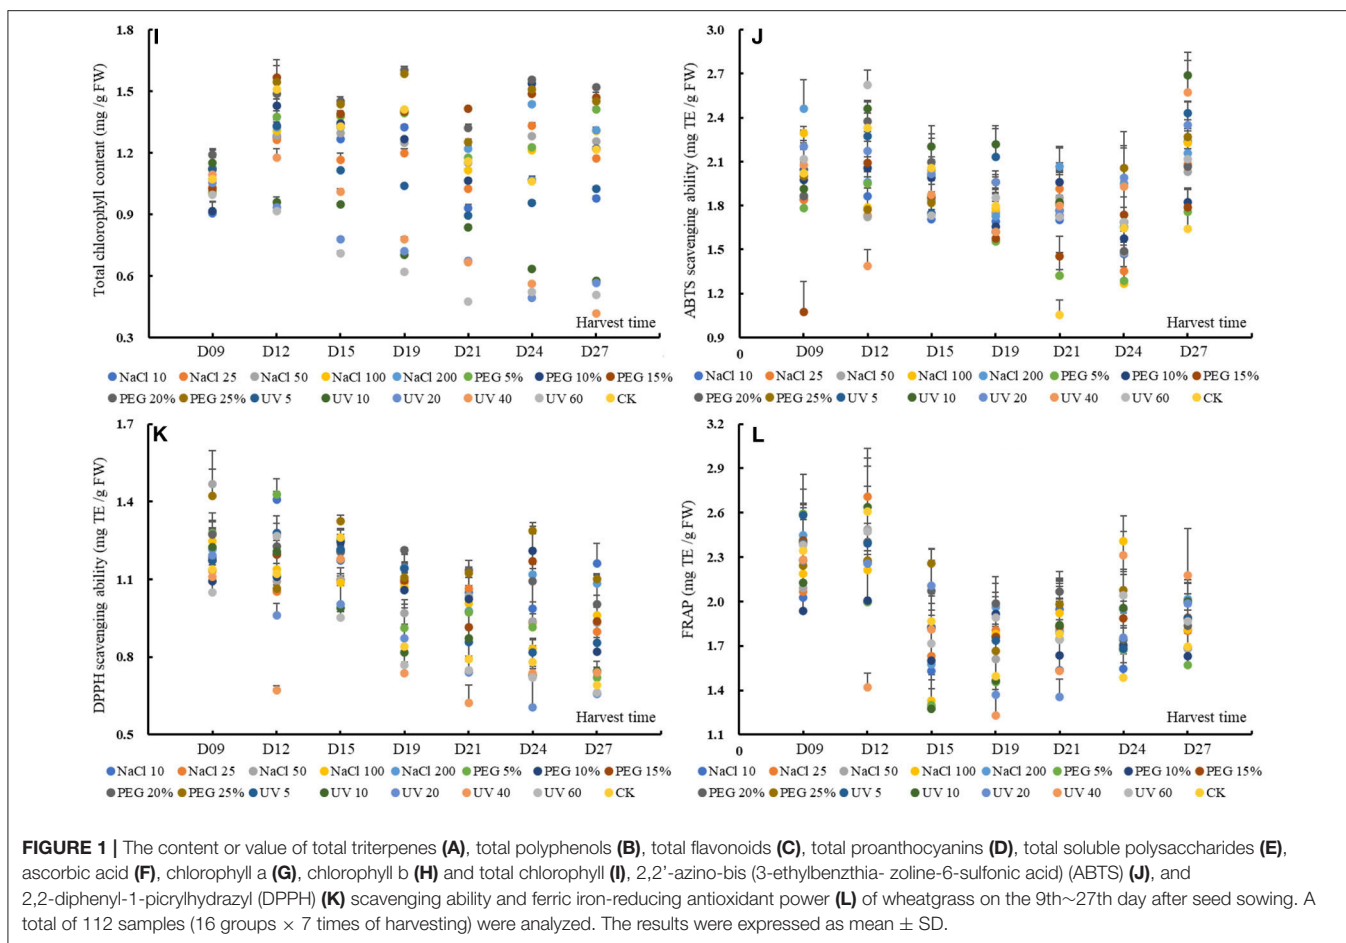 I
Total chlorophyll content (mg /g FW)
1.8
1.5
1.2
0.9
0.6
0.3
Harvest time
D09 D12 D15 D19 D21 D24 D27
NaCl 10 NaCl 25 NaCl 50 NaCl 100 NaCl 200 PEG 5% PEG 10% PEG 15%
PEG 20% PEG 25% UV 5 UV 10 UV 20 UV 40 UV 60 CK
J
ABTS scavenging ability (mg TE /g FW)
3.0
2.7
2.4
2.1
1.8
1.5
1.2
0.9
Harvest time
0 D09 D12 D15 D19 D21 D24 D27
NaCl 10 NaCl 25 NaCl 50 NaCl 100 NaCl 200 PEG 5% PEG 10% PEG 15%
PEG 20% PEG 25% UV 5 UV 10 UV 20 UV 40 UV 60 CK
K
DPPH scavenging ability (mg TE /g FW)
1.7
1.4
1.1
0.8
0.5
Harvest time
D09 D12 D15 D19 D21 D24 D27
NaCl 10 NaCl 25 NaCl 50 NaCl 100 NaCl 200 PEG 5% PEG 10% PEG 15%
PEG 20% PEG 25% UV 5 UV 10 UV 20 UV 40 UV 60 CK
L
FRAP (mg TE /g FW)
3.2
2.9
2.6
2.3
2.0
1.7
1.4
1.1
Harvest time
0 D09 D12 D15 D19 D21 D24 D27
NaCl 10 NaCl 25 NaCl 50 NaCl 100 NaCl 200 PEG 5% PEG 10% PEG 15%
PEG 20% PEG 25% UV 5 UV 10 UV 20 UV 40 UV 60 CK
FIGURE 1 | The content or value of total triterpenes (A), total polyphenols (B), total flavonoids (C), total proanthocyanins (D), total soluble polysaccharides (E),
ascorbic acid (F), chlorophyll a (G), chlorophyll b (H) and total chlorophyll (I), 2,2'-azino-bis (3-ethylbenzthia- zoline-6-sulfonic acid) (ABTS) (J), and
2,2-diphenyl-1-picrylhydrazyl (DPPH) (K) scavenging ability and ferric iron-reducing antioxidant power (L) of wheatgrass on the 9th~27th day after seed sowing. A
total of 112 samples (16 groups × 7 times of harvesting) were analyzed. The results were expressed as mean ± SD.